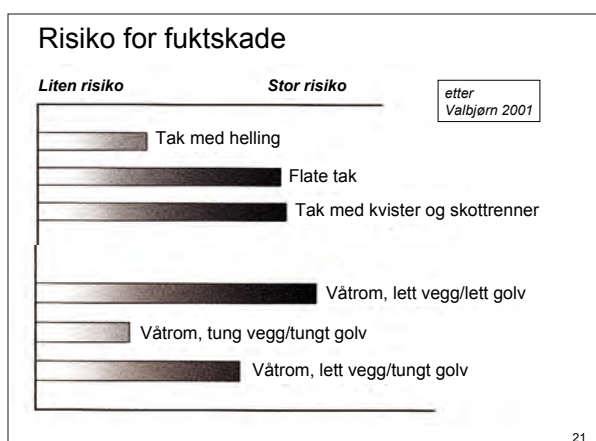 Risiko for fuktskade
Liten risiko
Stor risiko
etter
Valbjørn 2001
Tak med helling
Flate tak
Tak med kvister og skottrenner
Våtrom, lett vegg/lett golv
Våtrom, tung vegg/tungt golv
Våtrom, lett vegg/tungt golv
21